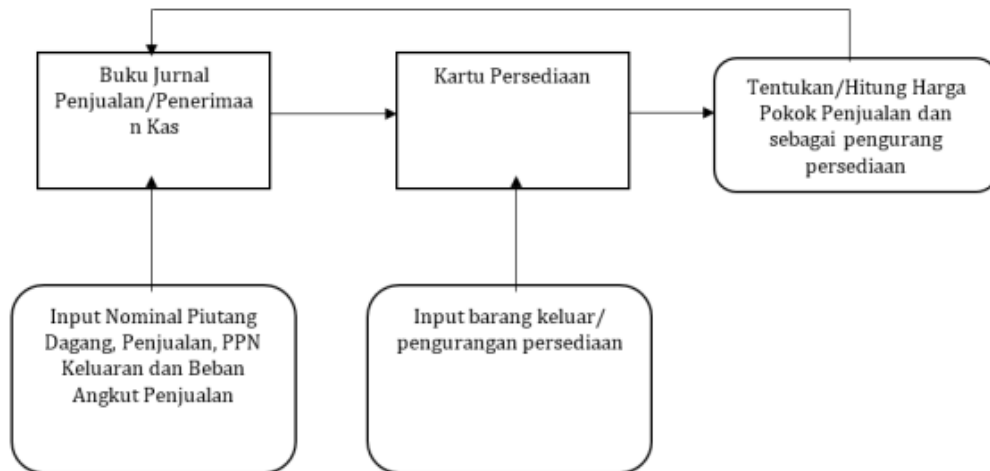 Buku Jurnal
Penjualan/Penerimaa
n Kas
Kartu Persediaan
Tentukan/Hitung Harga
Pokok Penjualan dan
sebagai pengurang
persediaan
Input Nominal Piutang
Dagang, Penjualan, PPN
Keluaran dan Beban
Angkut Penjualan
Input barang keluar/
pengurangan persediaan